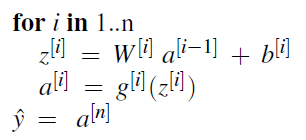 for i in 1..n
z[i] = W[i] a[i−1] + b[i]
a[i] = g[i](z[i])
ŷ = a[n]